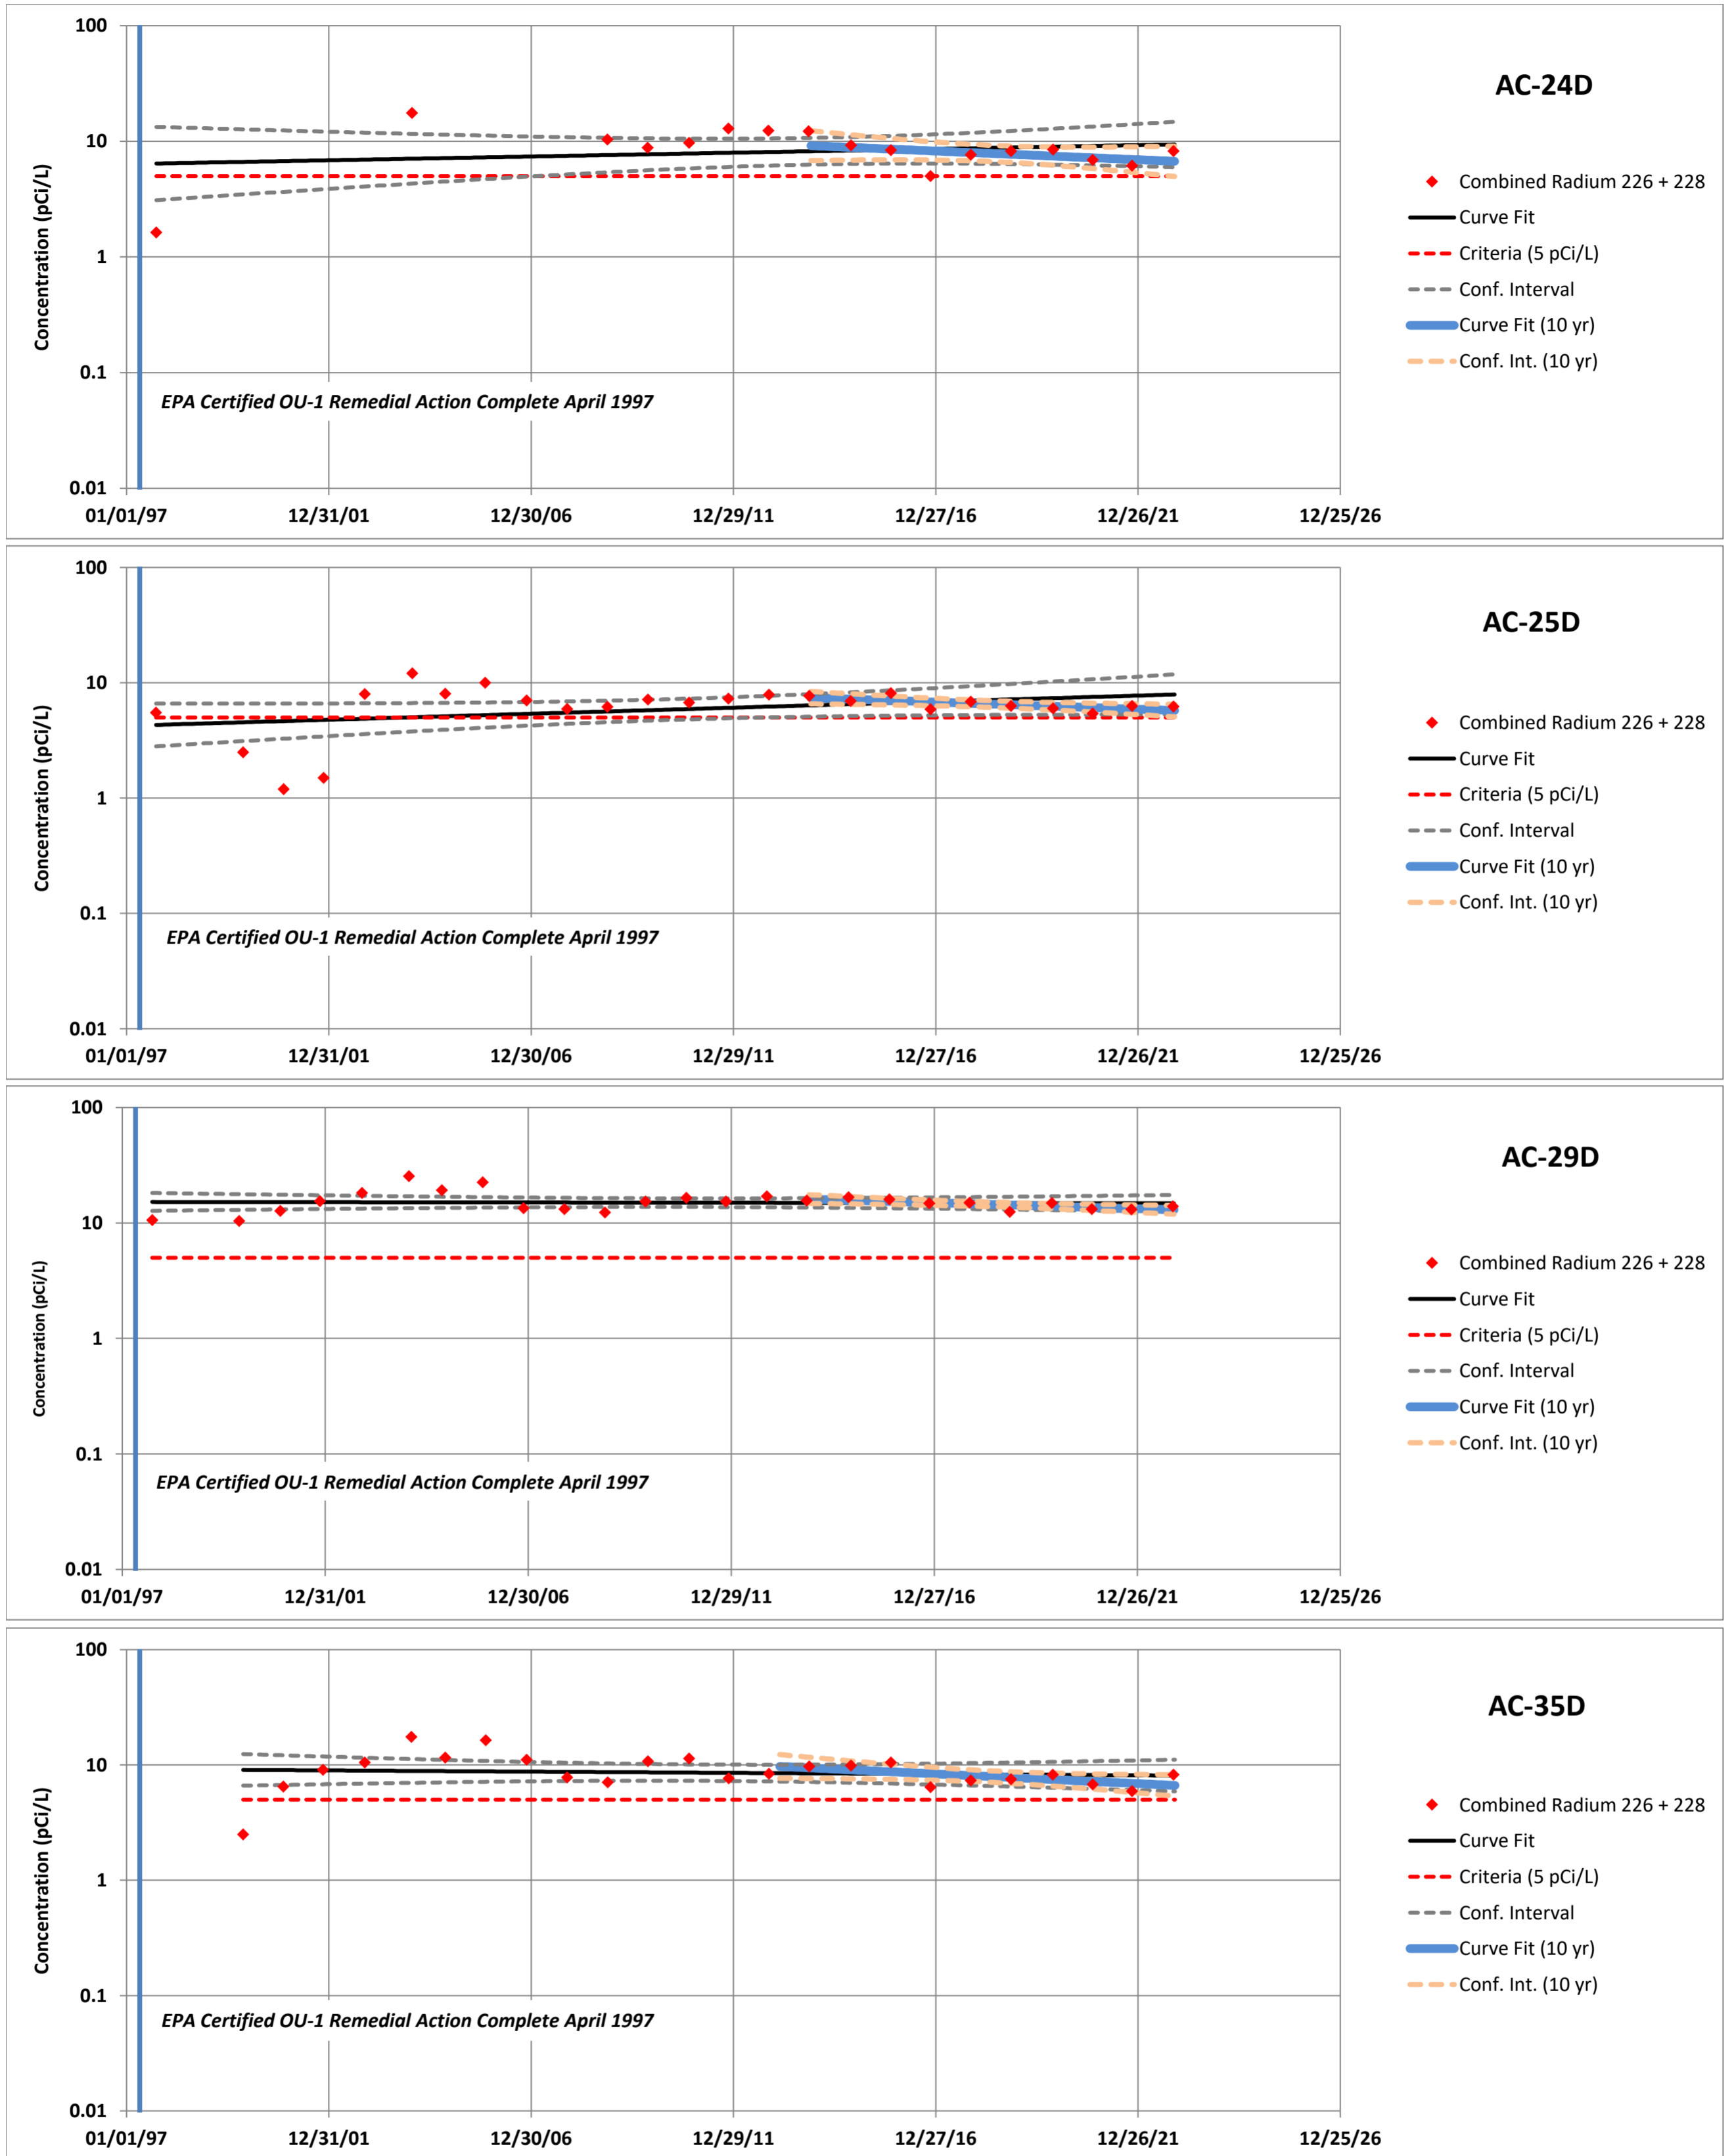 100
10
1
0.1
0.01
Concentration (pCi/L)
01/01/97 12/31/01 12/30/06 12/29/11 12/27/16 12/26/21 12/25/26
EPA Certified OU-1 Remedial Action Complete April 1997
AC-24D
Combined Radium 226 + 228
Curve Fit
Criteria (5 pCi/L)
Conf. Interval
Curve Fit (10 yr)
Conf. Int. (10 yr)
100
10
1
0.1
0.01
Concentration (pCi/L)
01/01/97 12/31/01 12/30/06 12/29/11 12/27/16 12/26/21 12/25/26
EPA Certified OU-1 Remedial Action Complete April 1997
AC-25D
Combined Radium 226 + 228
Curve Fit
Criteria (5 pCi/L)
Conf. Interval
Curve Fit (10 yr)
Conf. Int. (10 yr)
100
10
1
0.1
0.01
Concentration (pCi/L)
01/01/97 12/31/01 12/30/06 12/29/11 12/27/16 12/26/21 12/25/26
EPA Certified OU-1 Remedial Action Complete April 1997
AC-29D
Combined Radium 226 + 228
Curve Fit
Criteria (5 pCi/L)
Conf. Interval
Curve Fit (10 yr)
Conf. Int. (10 yr)
100
10
1
0.1
0.01
Concentration (pCi/L)
01/01/97 12/31/01 12/30/06 12/29/11 12/27/16 12/26/21 12/25/26
EPA Certified OU-1 Remedial Action Complete April 1997
AC-35D
Combined Radium 226 + 228
Curve Fit
Criteria (5 pCi/L)
Conf. Interval
Curve Fit (10 yr)
Conf. Int. (10 yr)